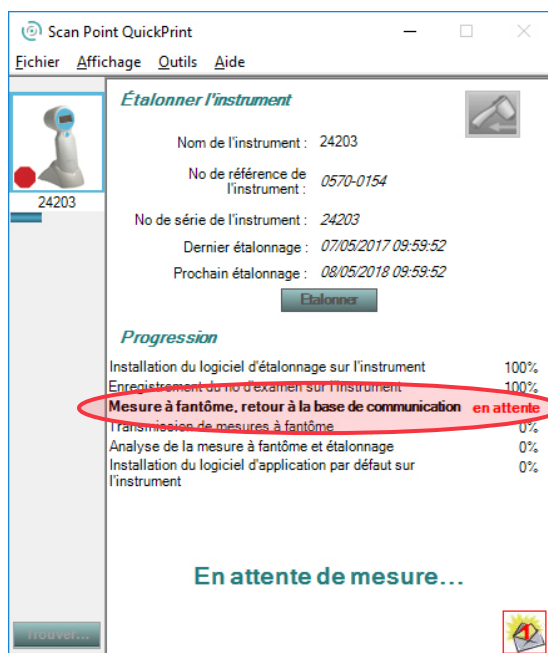 Scan Point QuickPrint
Fichier Affichage Outils Aide
24203
Étalonner l'instrument
Nom de l'instrument : 24203
No de référence de
l'instrument : 0570-0154
No de série de l'instrument : 24203
Dernier étalonnage : 07/05/2017 09:59:52
Prochain étalonnage : 08/05/2018 09:59:52
Etalonner
Progression
Installation du logiciel d'étalonnage sur l'instrument 100%
Enregistrement du no d'examen sur l'instrument 100%
Mesure à fantôme, retour à la base de communication en attente
Transmission de mesures à fantôme 0%
Analyse de la mesure à fantôme et étalonnage 0%
Installation du logiciel d'application par défaut sur 0%
l'instrument
En attente de mesure...
Trouver...
1